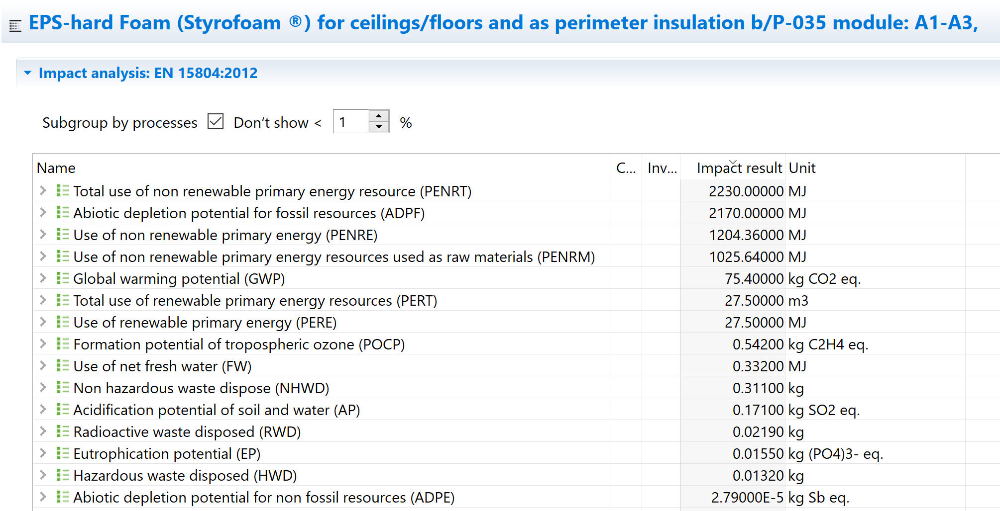 EPS-hard Foam (Styrofoam ®) for ceilings/floors and as perimeter insulation b/P-035 module: A1-A3,
Impact analysis: EN 15804:2012
Subgroup by processes Don't show < 1 %
Name C... Inv... Impact result Unit
Total use of non renewable primary energy resource (PENRT) 2230.00000 MJ
Abiotic depletion potential for fossil resources (ADPF) 2170.00000 MJ
Use of non renewable primary energy (PENRE) 1204.36000 MJ
Use of non renewable primary energy resources used as raw materials (PENRM) 1025.64000 MJ
Global warming potential (GWP) 75.40000 kg CO2 eq.
Total use of renewable primary energy resources (PERT) 27.50000 m3
Use of renewable primary energy (PERE) 27.50000 MJ
Formation potential of tropospheric ozone (POCP) 0.54200 kg C2H4 eq.
Use of net fresh water (FW) 0.33200 MJ
Non hazardous waste dispose (NHWD) 0.31100 kg
Acidification potential of soil and water (AP) 0.17100 kg SO2 eq.
Radioactive waste disposed (RWD) 0.02190 kg
Eutrophication potential (EP) 0.01550 kg (PO4)3- eq.
Hazardous waste disposed (HWD) 0.01320 kg
Abiotic depletion potential for non fossil resources (ADPE) 2.79000E-5 kg Sb eq.